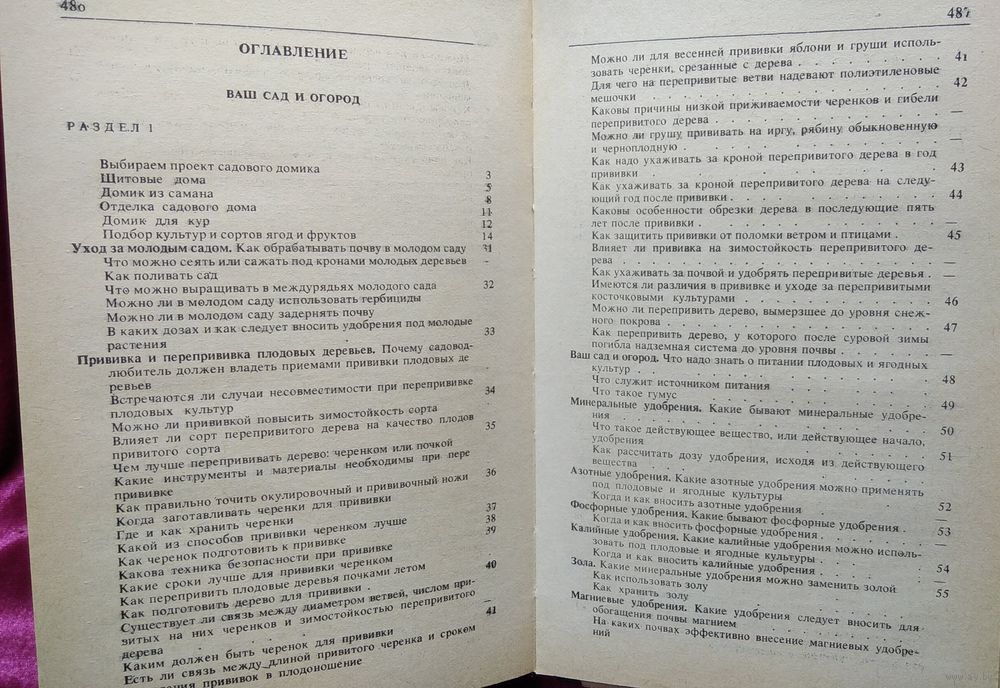 480
ОГЛАВЛЕНИЕ
ВАШ САД И ОГОРОД
РАЗДЕЛ 1
Выбираем проект садового домика 3
Щитовые дома 5
Домик из самана 8
Отделка садового дома 11
Домик для кур 12
Подбор культур и сортов ягод и фруктов 14
Уход за молодым садом. Как обрабатывать почву в молодом саду 31
Что можно сеять или сажать под кронами молодых деревьев -
Как поливать сад
Что можно выращивать в междурядьях молодого сада 32
Можно ли в молодом саду использовать гербициды
Можно ли в молодом саду задернять почву
В каких дозах и как следует вносить удобрения под молодые 33
растения
Прививка и перепрививка плодовых деревьев. Почему садовод-
любитель должен владеть приемами прививки плодовых де
ревьев
Встречаются ли случаи несовместимости при перепрививке 34
плодовых культур
Можно ли прививкой повысить зимостойкость сорта
Влияет ли сорт перепривитого дерева на качество плодов 35
привитого сорта
Чем лучше перепрививать дерево: черенком или почкой
Какие инструменты и материалы необходимы при пере
прививке 36
Как правильно точить окулировочный и прививочный ножи
Когда заготавливать черенки для прививки
Где и как хранить черенки 37
Какой из способов прививки черенком лучше 38
Как черенок подготовить к прививке 39
Какова техника безопасности при прививке
Какие сроки лучше для прививки черенком
Как перепривить плодовые деревья почками летом 40
Как подготовить дерево для прививки .
Существует ли связь между диаметром ветвей, числом при-
витых на них черенков и зимостойкостью перепривитого
дерева —
Каким должен быть черенок для прививки 41
Есть ли связь между длиной привитого черенка и сроком
прививок в плодоношение
487
Можно ли для весенней прививки яблони и груши исполь-
зовать черенки, срезанные с дерева 41
Для чего на перепривитые ветви надевают полиэтиленовые
мешочки 42
Каковы причины низкой приживаемости черенков и гибели
перепривитого дерева —
Можно ли грушу прививать на иргу, рябину обыкновенную
и черноплодную —
Как надо ухаживать за кроной перепривитого дерева в год
прививки 43
Как ухаживать за кроной перепривитого дерева на следу-
ющий год после прививки 44
Каковы особенности обрезки дерева в последующие пять
лет после прививки —
Как защитить прививки от поломки ветром и птицами 45
Влияет ли прививка на зимостойкость перепривитого де-
рева —
Как ухаживать за почвой и удобрять перепривитые деревья . —
Имеются ли различия в прививке и уходе за перепривитыми
косточковыми культурами 46
Можно ли перепривить дерево, вымерзшее до уровня снеж-
ного покрова 47
Как перепривить дерево, у которого после суровой зимы
погибла надземная система до уровня почвы —
Ваш сад и огород. Что надо знать о питании плодовых и ягодных
культур 48
Что служит источником питания
Что такое гумус 49
Минеральные удобрения. Какие бывают минеральные удобре-
ния 50
Что такое действующее вещество, или действующее начало,
удобрения 51
Как рассчитать дозу удобрения, исходя из действующего
вещества
Азотные удобрения. Какие азотные удобрения можно применять
под плодовые и ягодные культуры
Когда и как вносить азотные удобрения 52
Фосфорные удобрения. Какие бывают фосфорные удобрения . —
Когда и как вносить фосфорные удобрения . 53
Калийные удобрения. Какие калийные удобрения можно исполь-
зовать под плодовые и ягодные культуры . —
Когда и как вносить калийные удобрения 54
Зола. Какие минеральные удобрения можно заменить золой
Как использовать золу 55
Как хранить золу
Магниевые удобрения. Какие удобрения следует вносить для
обогащения почвы магнием
На каких почвах эффективно внесение магниевых удобре-
ний